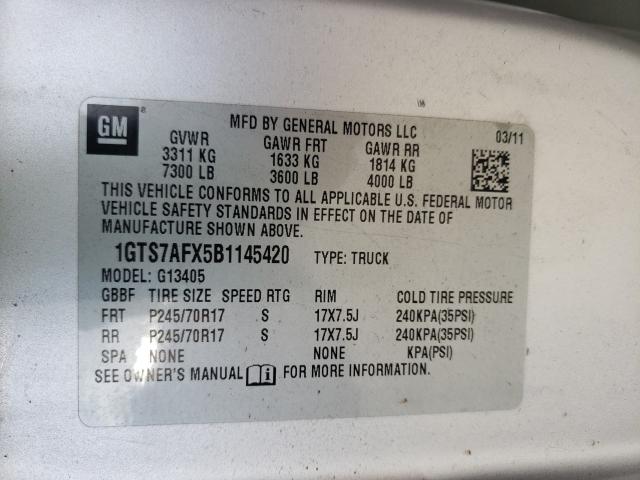 GM ®
MFD BY GENERAL MOTORS LLC 03/11
GVWR GAWR FRT GAWR RR
3311 KG 1633 KG 1814 KG
7300 LB 3600 LB 4000 LB
THIS VEHICLE CONFORMS TO ALL APPLICABLE U.S. FEDERAL MOTOR
VEHICLE SAFETY STANDARDS IN EFFECT ON THE DATE OF
MANUFACTURE SHOWN ABOVE.
1GTS7AFX5B1145420 TYPE: TRUCK
MODEL: G13405
GBBF TIRE SIZE SPEED RTG RIM COLD TIRE PRESSURE
FRT P245/70R17 S 17X7.5J 240KPA(35PSI)
RR P245/70R17 S 17X7.5J 240KPA(35PSI)
SPA NONE NONE KPA(PSI)
SEE OWNER'S MANUAL FOR MORE INFORMATION.